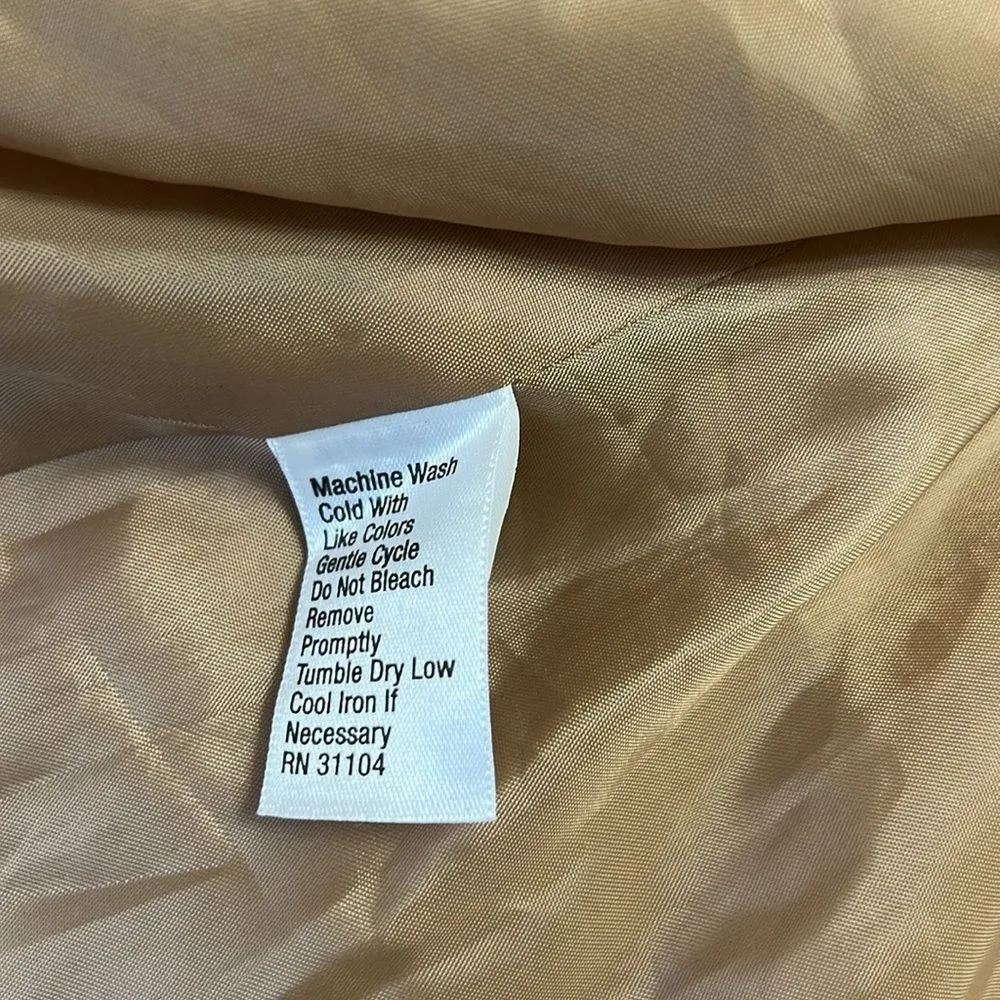 Machine Wash
Cold With
Like Colors
Gentle Cycle
Do Not Bleach
Remove
Promptly
Tumble Dry Low
Cool Iron If
Necessary
RN 31104